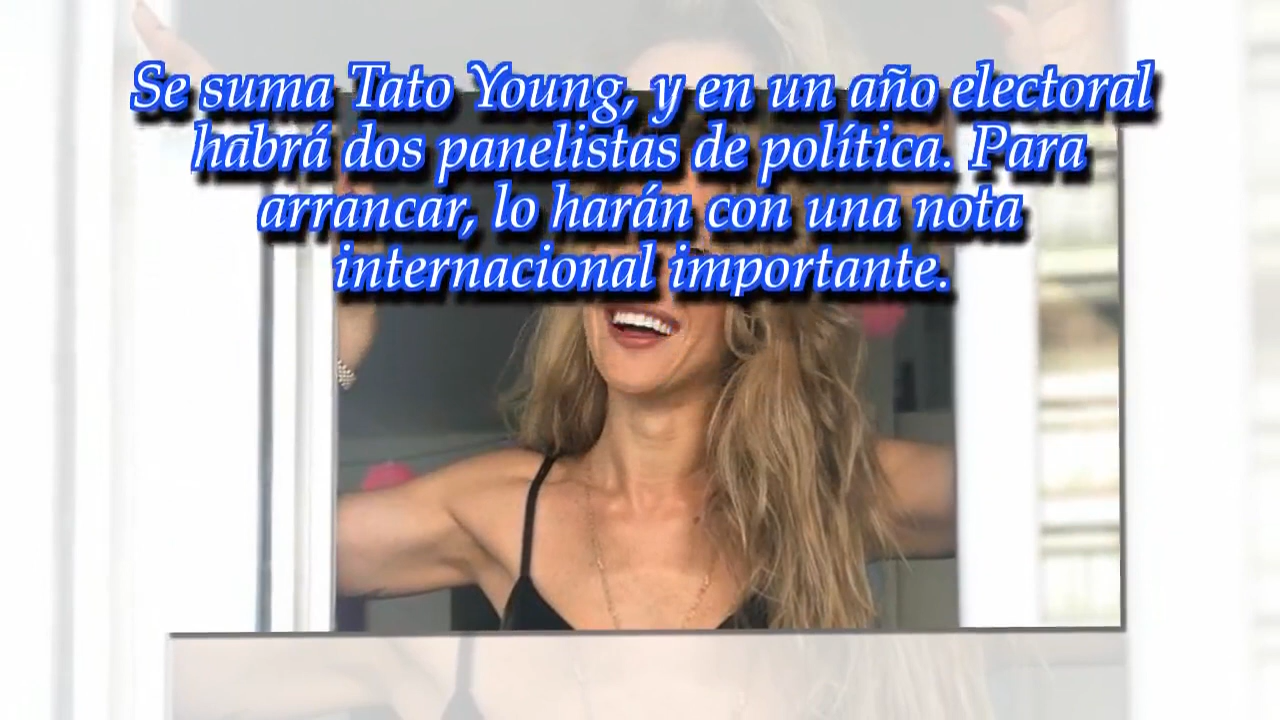 Se suma Tato Young, y en un año electoral
habrá dos panelistas de política. Para
arrancar, lo harán con una nota
internacional importante.